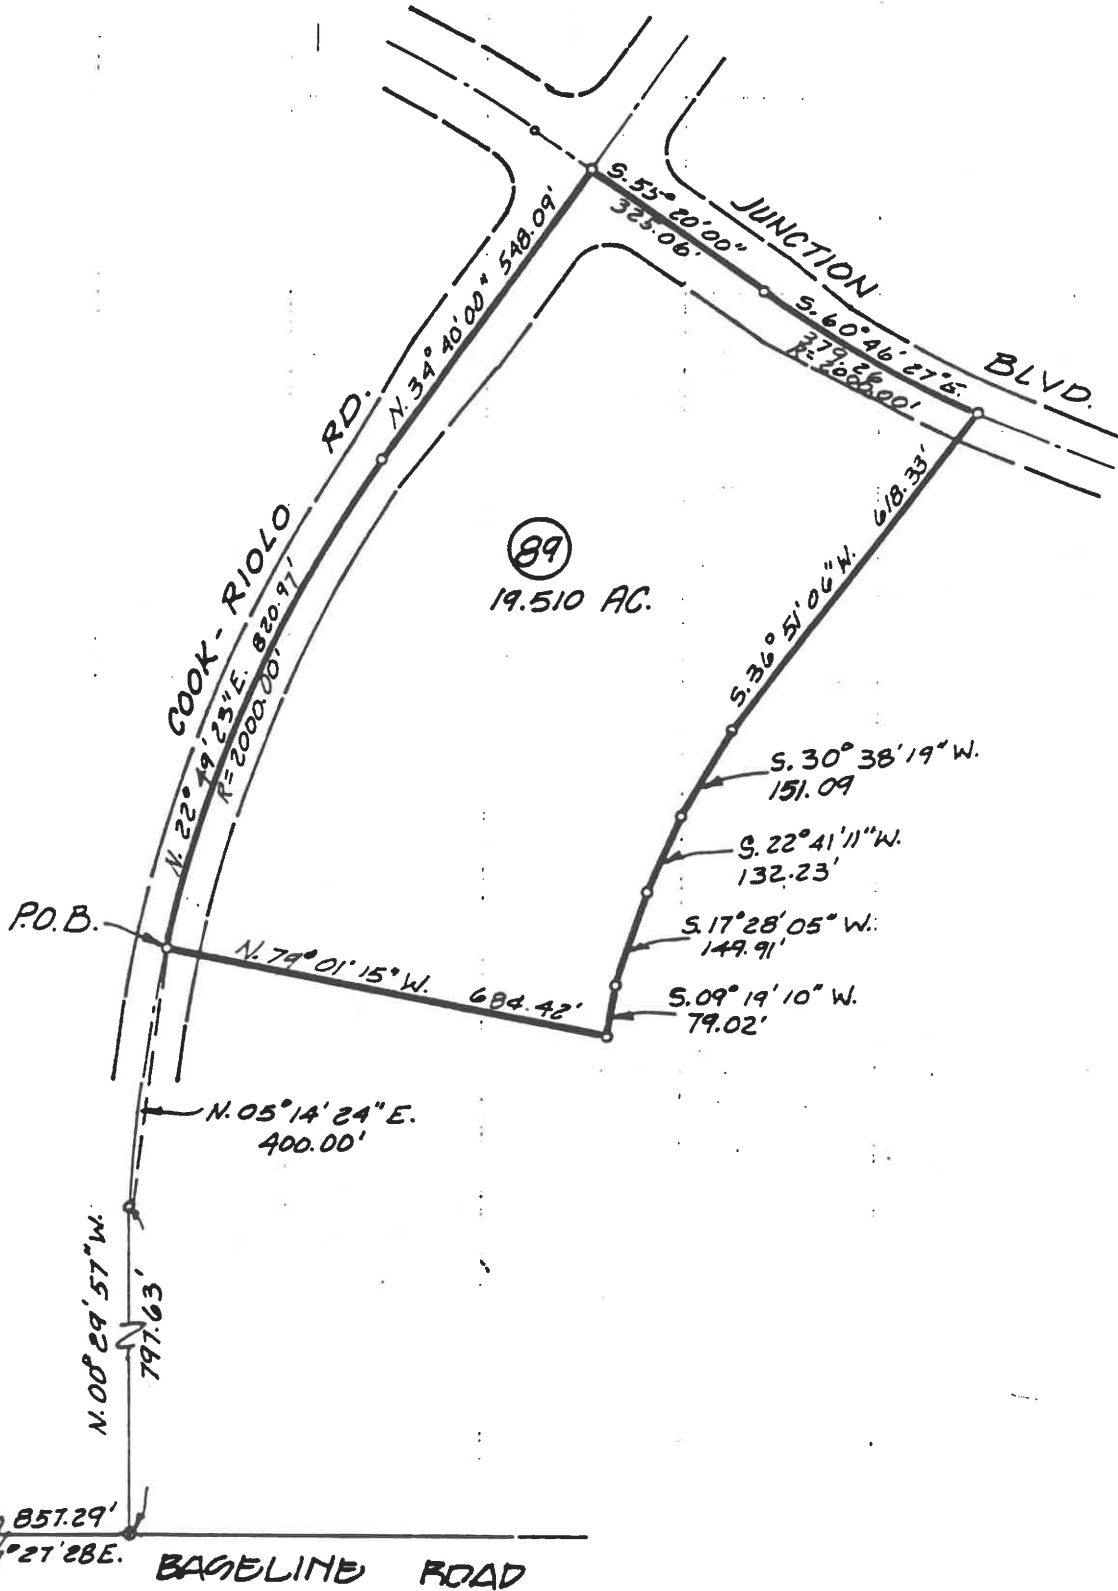 S. 55° 20' 00"
325.06'
JUNCTION
BLVD.
S. 60° 46' 27" E.
379.26
R=2000.00'
N. 34° 40' 00" 548.09'
COOK - RIOLO RD.
N. 22° 49' 23" E. 820.97'
R=2000.00'
89
19.510 AC.
S. 36° 51' 06" W. 618.33'
S. 30° 38' 19" W.
151.09
S. 22° 41' 11" W.
132.23'
S. 17° 28' 05" W.
149.91'
S. 09° 19' 10" W.
79.02'
P.O.B.
N. 79° 01' 15" W. 684.42'
N. 05° 14' 24" E.
400.00'
N. 00° 29' 57" W.
797.63'
857.29'
° 27' 28 E.
BASELINE ROAD